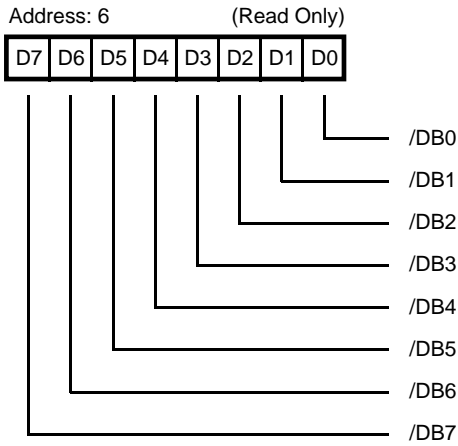 Address: 6 (Read Only)
D7 D6 D5 D4 D3 D2 D1 D0
/DB0
/DB1
/DB2
/DB3
/DB4
/DB5
/DB6
/DB7